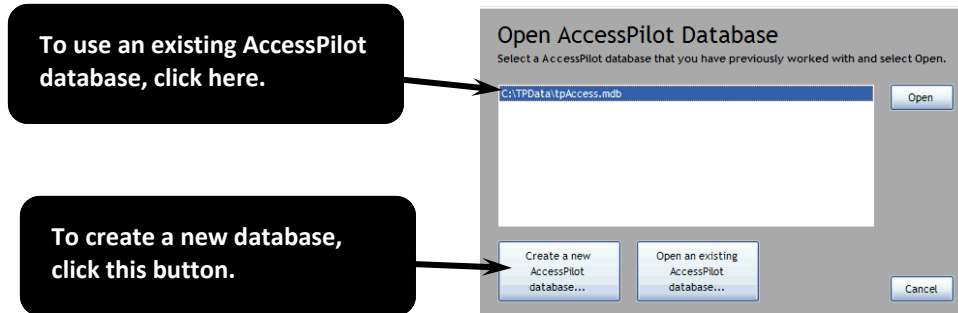 To use an existing AccessPilot
database, click here.
Open AccessPilot Database
Select a AccessPilot database that you have previously worked with and select Open.
C:\TPData\tpAccess.mdb
Open
To create a new database,
click this button.
Create a new
AccessPilot
database...
Open an existing
AccessPilot
database...
Cancel